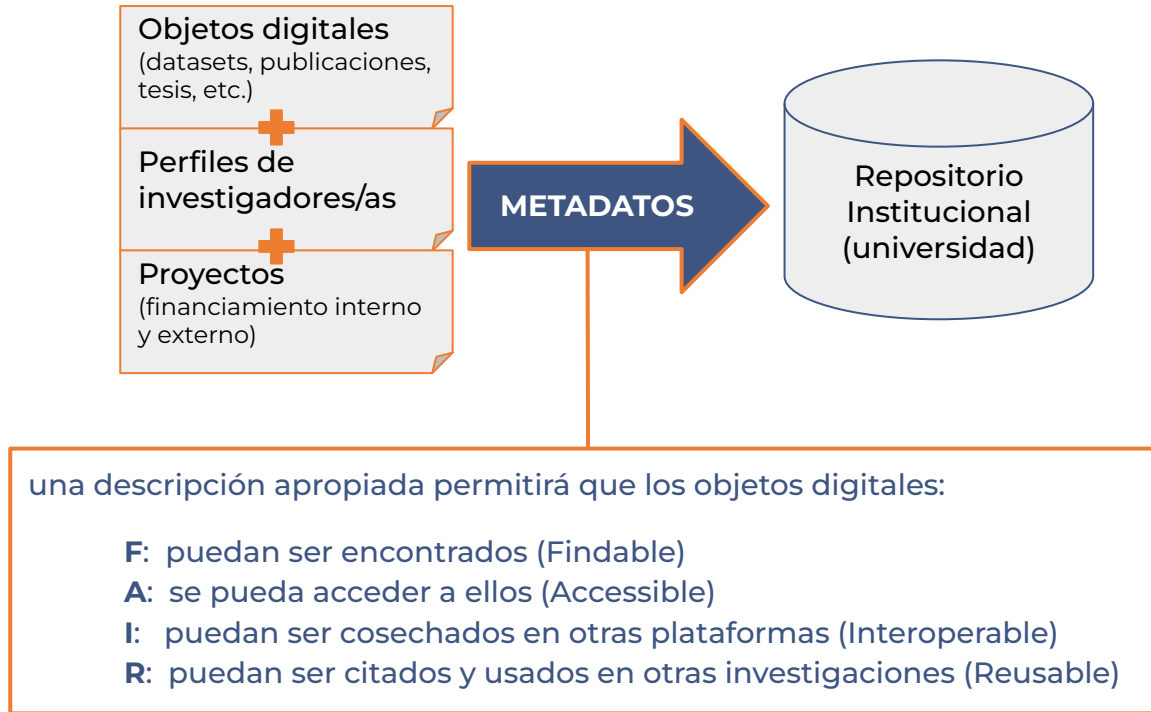 Objetos digitales
(datasets, publicaciones,
tesis, etc.)
Perfiles de
investigadores/as
Proyectos
(financiamiento interno
y externo)
METADATOS
Repositorio
Institucional
(universidad)
una descripción apropiada permitirá que los objetos digitales:
F: puedan ser encontrados (Findable)
A: se pueda acceder a ellos (Accessible)
I: puedan ser cosechados en otras plataformas (Interoperable)
R: puedan ser citados y usados en otras investigaciones (Reusable)